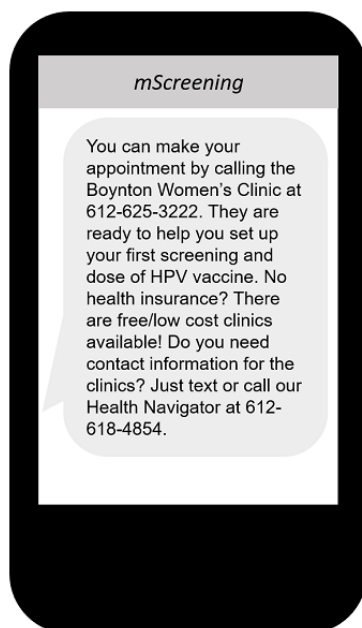 mScreening
You can make your
appointment by calling the
Boynton Women's Clinic at
612-625-3222. They are
ready to help you set up
your first screening and
dose of HPV vaccine. No
health insurance? There
are free/low cost clinics
available! Do you need
contact information for the
clinics? Just text or call our
Health Navigator at 612-
618-4854.